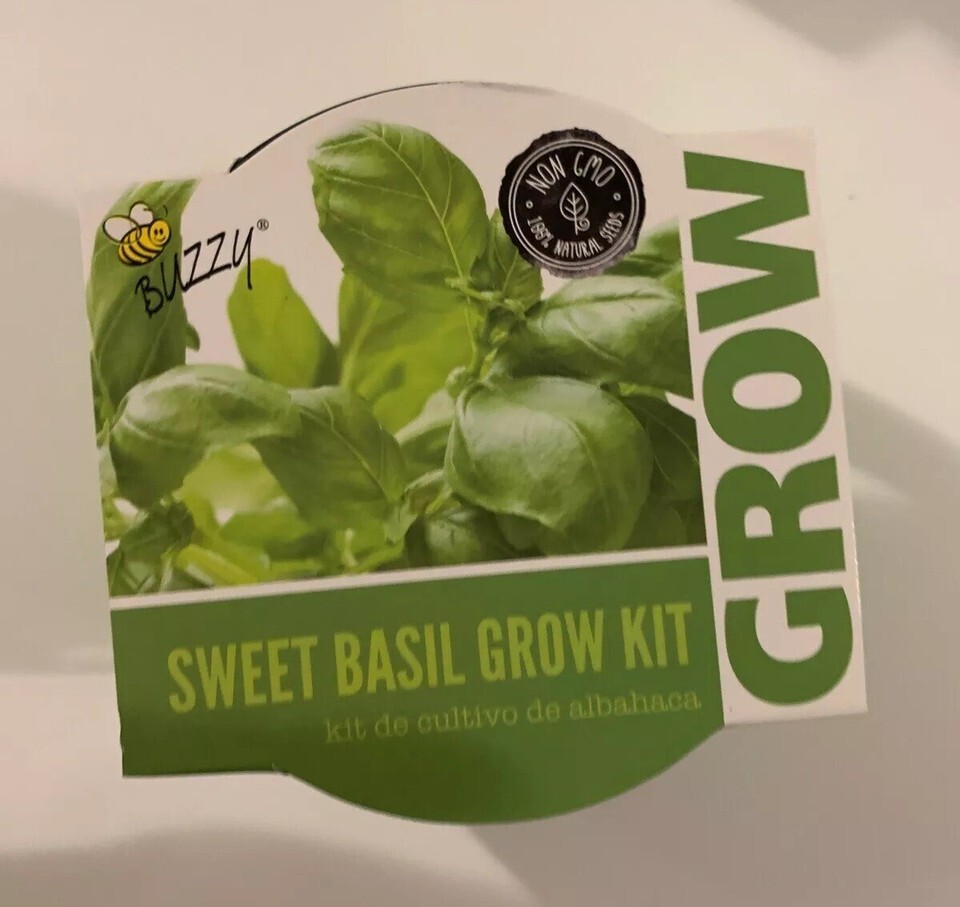 BUZZY®
NON GMO
100% NATURAL SEEDS
GROW
SWEET BASIL GROW KIT
kit de cultivo de albahaca